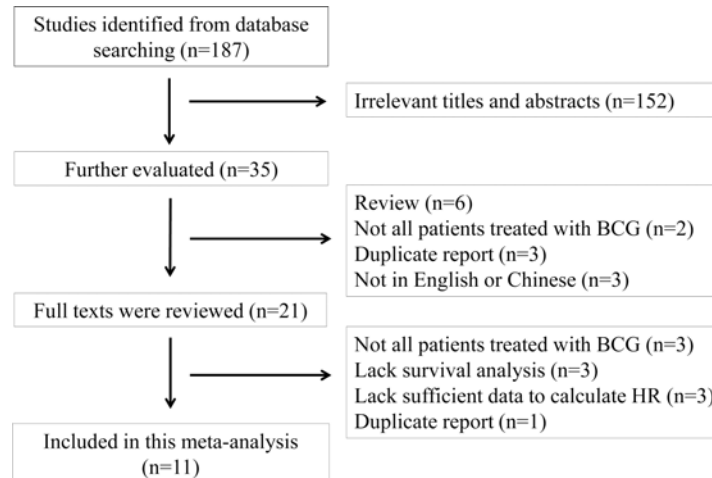 Studies identified from database
searching (n=187)
Irrelevant titles and abstracts (n=152)
Further evaluated (n=35)
Review (n=6)
Not all patients treated with BCG (n=2)
Duplicate report (n=3)
Not in English or Chinese (n=3)
Full texts were reviewed (n=21)
Not all patients treated with BCG (n=3)
Lack survival analysis (n=3)
Lack sufficient data to calculate HR (n=3)
Duplicate report (n=1)
Included in this meta-analysis
(n=11)